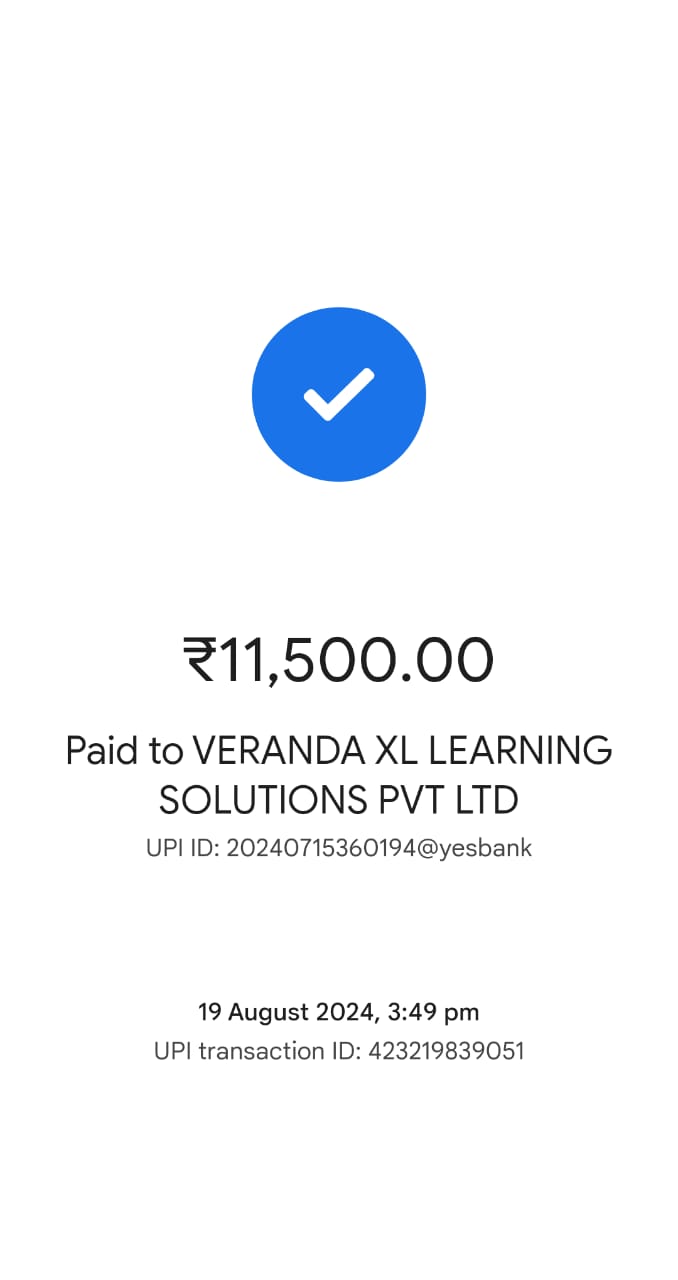 ₹11,500.00
Paid to VERANDA XL LEARNING
SOLUTIONS PVT LTD
UPI ID: 20240715360194@yesbank
19 August 2024, 3:49 pm
UPI transaction ID: 423219839051